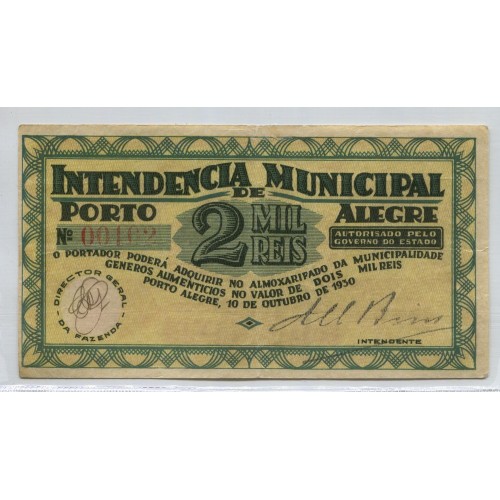 INTENDENCIA MUNICIPAL
DE
PORTO ALEGRE
Nº 00162
2 MIL REIS
AUTORISADO PELO
GOVERNO DO ESTADO
O PORTADOR PODERÁ ADQUIRIR NO ALMOXARIFADO DA MUNICIPALIDADE
GENEROS ALIMENTICIOS NO VALOR DE DOIS MIL REIS
PORTO ALEGRE, 10 DE OUTUBRO DE 1930
DIRECTOR GERAL
DA FAZENDA
INTENDENTE